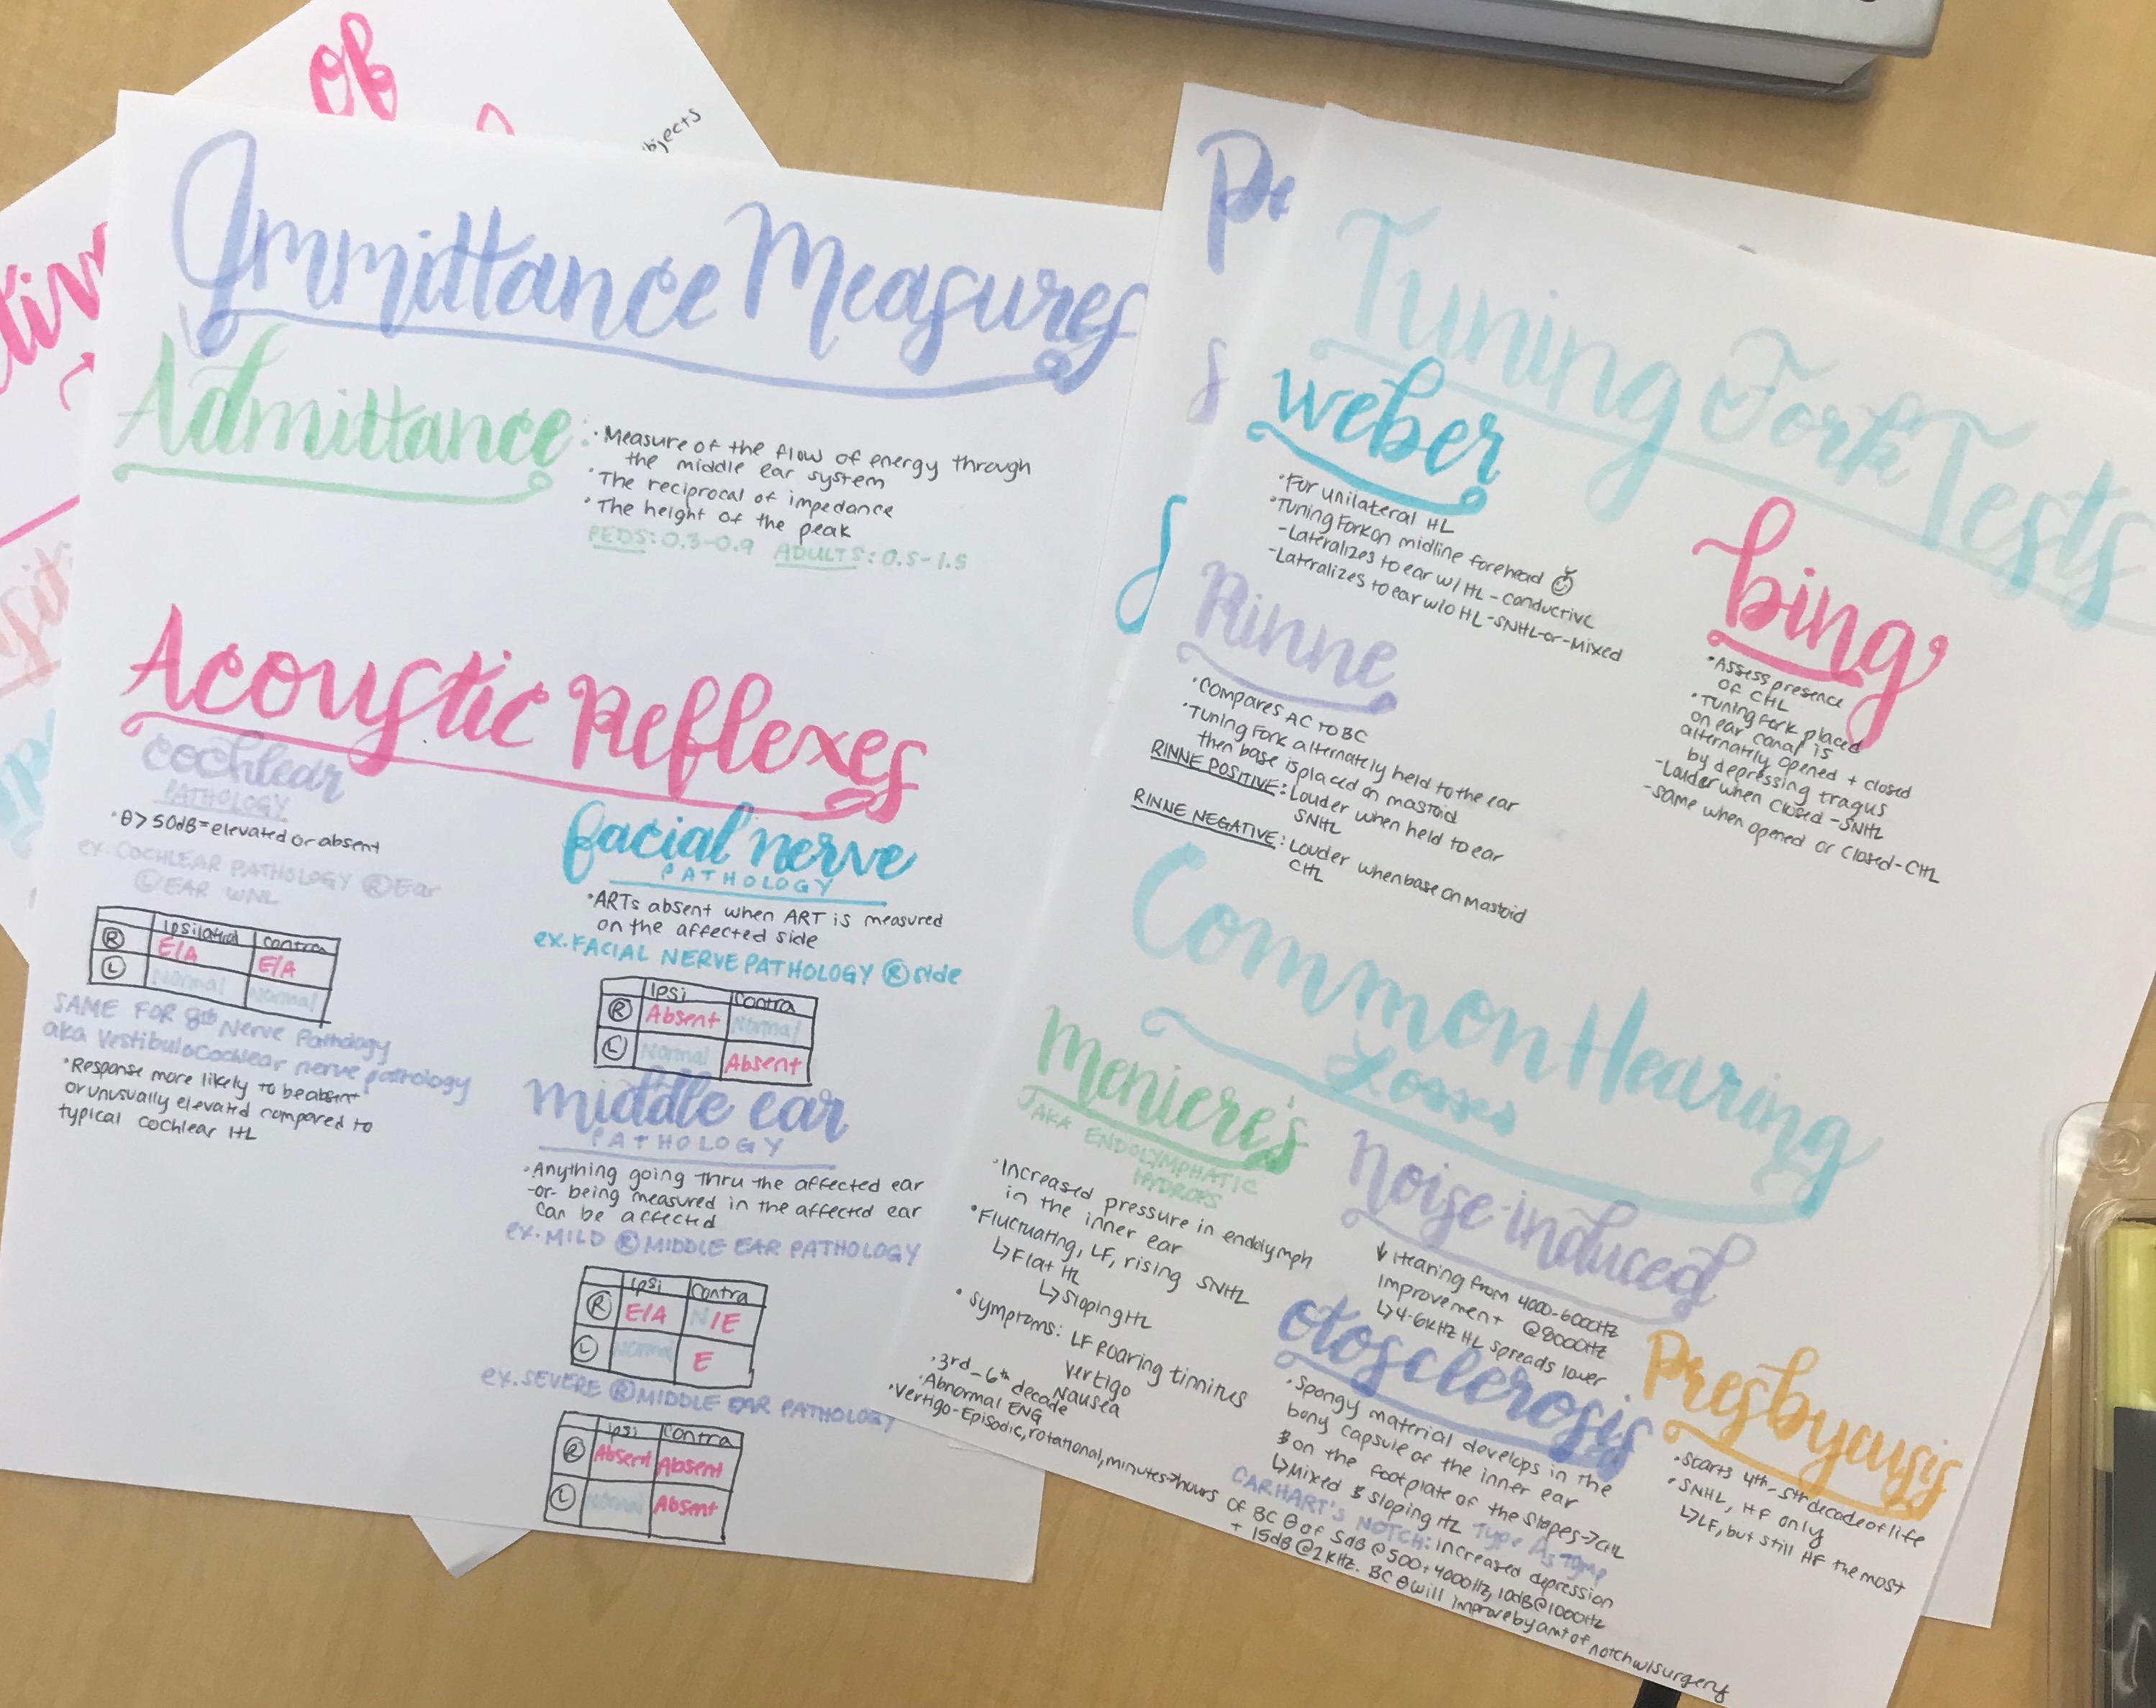 of
bjects
Immittance Measures
Admittance:
• Measure of the flow of energy through
the middle ear system
• The reciprocal of impedance
• The height of the peak
PEDS: 0.3-0.9 ADULTS: 0.5-1.5
Acoustic Reflexes
cochlear
PATHOLOGY
• θ > 50dB = elevated or absent
ex. COCHLEAR PATHOLOGY Ⓡ Ear
Ⓛ EAR WNL
Ipsilateral contra
Ⓡ E/A E/A
Ⓛ Normal Normal
SAME FOR 8th Nerve Pathology
aka Vestibulocochlear nerve pathology
• Response more likely to be absent
or unusually elevated compared to
typical cochlear HL
facial nerve
PATHOLOGY
• ARTs absent when ART is measured
on the affected side
ex. FACIAL NERVE PATHOLOGY Ⓡ side
Ipsi contra
Ⓡ Absent Normal
Ⓛ Normal Absent
middle ear
PATHOLOGY
• Anything going thru the affected ear
-or- being measured in the affected ear
can be affected
ex. MILD Ⓡ MIDDLE EAR PATHOLOGY
Ipsi contra
Ⓡ E/A N/E
Ⓛ Normal E
ex. SEVERE Ⓡ MIDDLE EAR PATHOLOGY
Ipsi contra
Ⓡ Absent Absent
Ⓛ Normal Absent
Tuning Fork Tests
weber
• For unilateral HL
• Tuning Fork on midline forehead
- Lateralizes to ear w/ HL - conductive
- Lateralizes to ear w/o HL - SNHL -or- Mixed
Rinne
• Compares AC to BC
• Tuning Fork alternately held to the ear
then base is placed on mastoid
RINNE POSITIVE: Louder when held to ear
SNHL
RINNE NEGATIVE: Louder when base on mastoid
CHL
bing
• Assess presence
of CHL
• Tuning fork placed
on ear canal is
alternately opened + closed
by depressing tragus
- Louder when closed - SNHL
- same when opened or closed - CHL
Common Hearing
Losses
Meniere's
AKA ENDOLYMPHATIC
HYDROPS
• Increased pressure in endolymph
in the inner ear
• Fluctuating, LF, rising SNHL
↳ Flat HL
↳ Sloping HL
• Symptoms: LF Roaring tinnitus
vertigo
Nausea
• 3rd-6th decade
• Abnormal ENG
• Vertigo - Episodic, rotational, minutes → hours
Noise-induced
↓ Hearing from 4000-6000Hz
Improvement @8000Hz
↳ 4-6kHz HL spreads lower
otosclerosis
• Spongy material develops in the
bony capsule of the inner ear
& on the footplate of the stapes → CHL
↳ Mixed & Sloping HL Type As Tymp
CARHART'S NOTCH: increased depression
of BC θ of 5dB @500 + 4000Hz, 10dB @1000Hz
+ 15dB @2KHz. BC θ will improve by amt of notch w/ surgery
Presbycusis
• Starts 4th-5th decade of life
• SNHL, HF only
↳ LF, but still HF the most